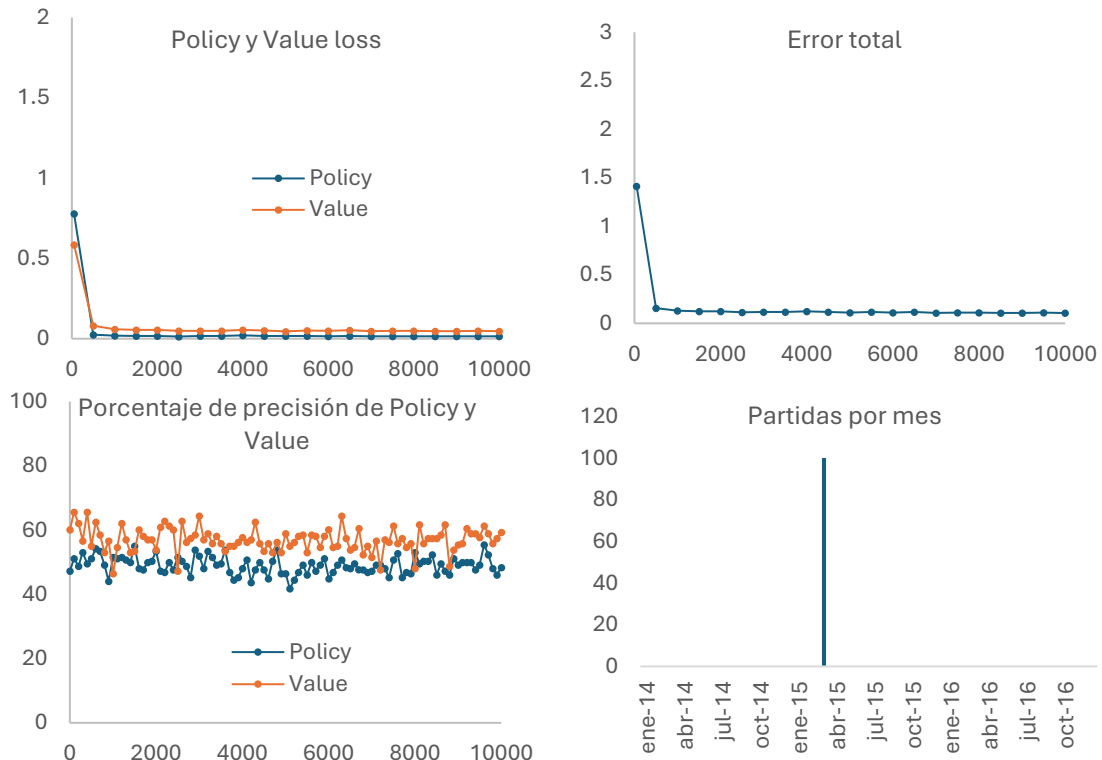 Policy y Value loss
2
1.5
1
0.5
0
Policy
Value
0 2000 4000 6000 8000 10000
Error total
3
2.5
2
1.5
1
0.5
0
0 2000 4000 6000 8000 10000
Porcentaje de precisión de Policy y
Value
100
80
60
40
20
0
Policy
Value
0 2000 4000 6000 8000 10000
Partidas por mes
120
100
80
60
40
20
0
ene-14
abr-14
jul-14
oct-14
ene-15
abr-15
jul-15
oct-15
ene-16
abr-16
jul-16
oct-16